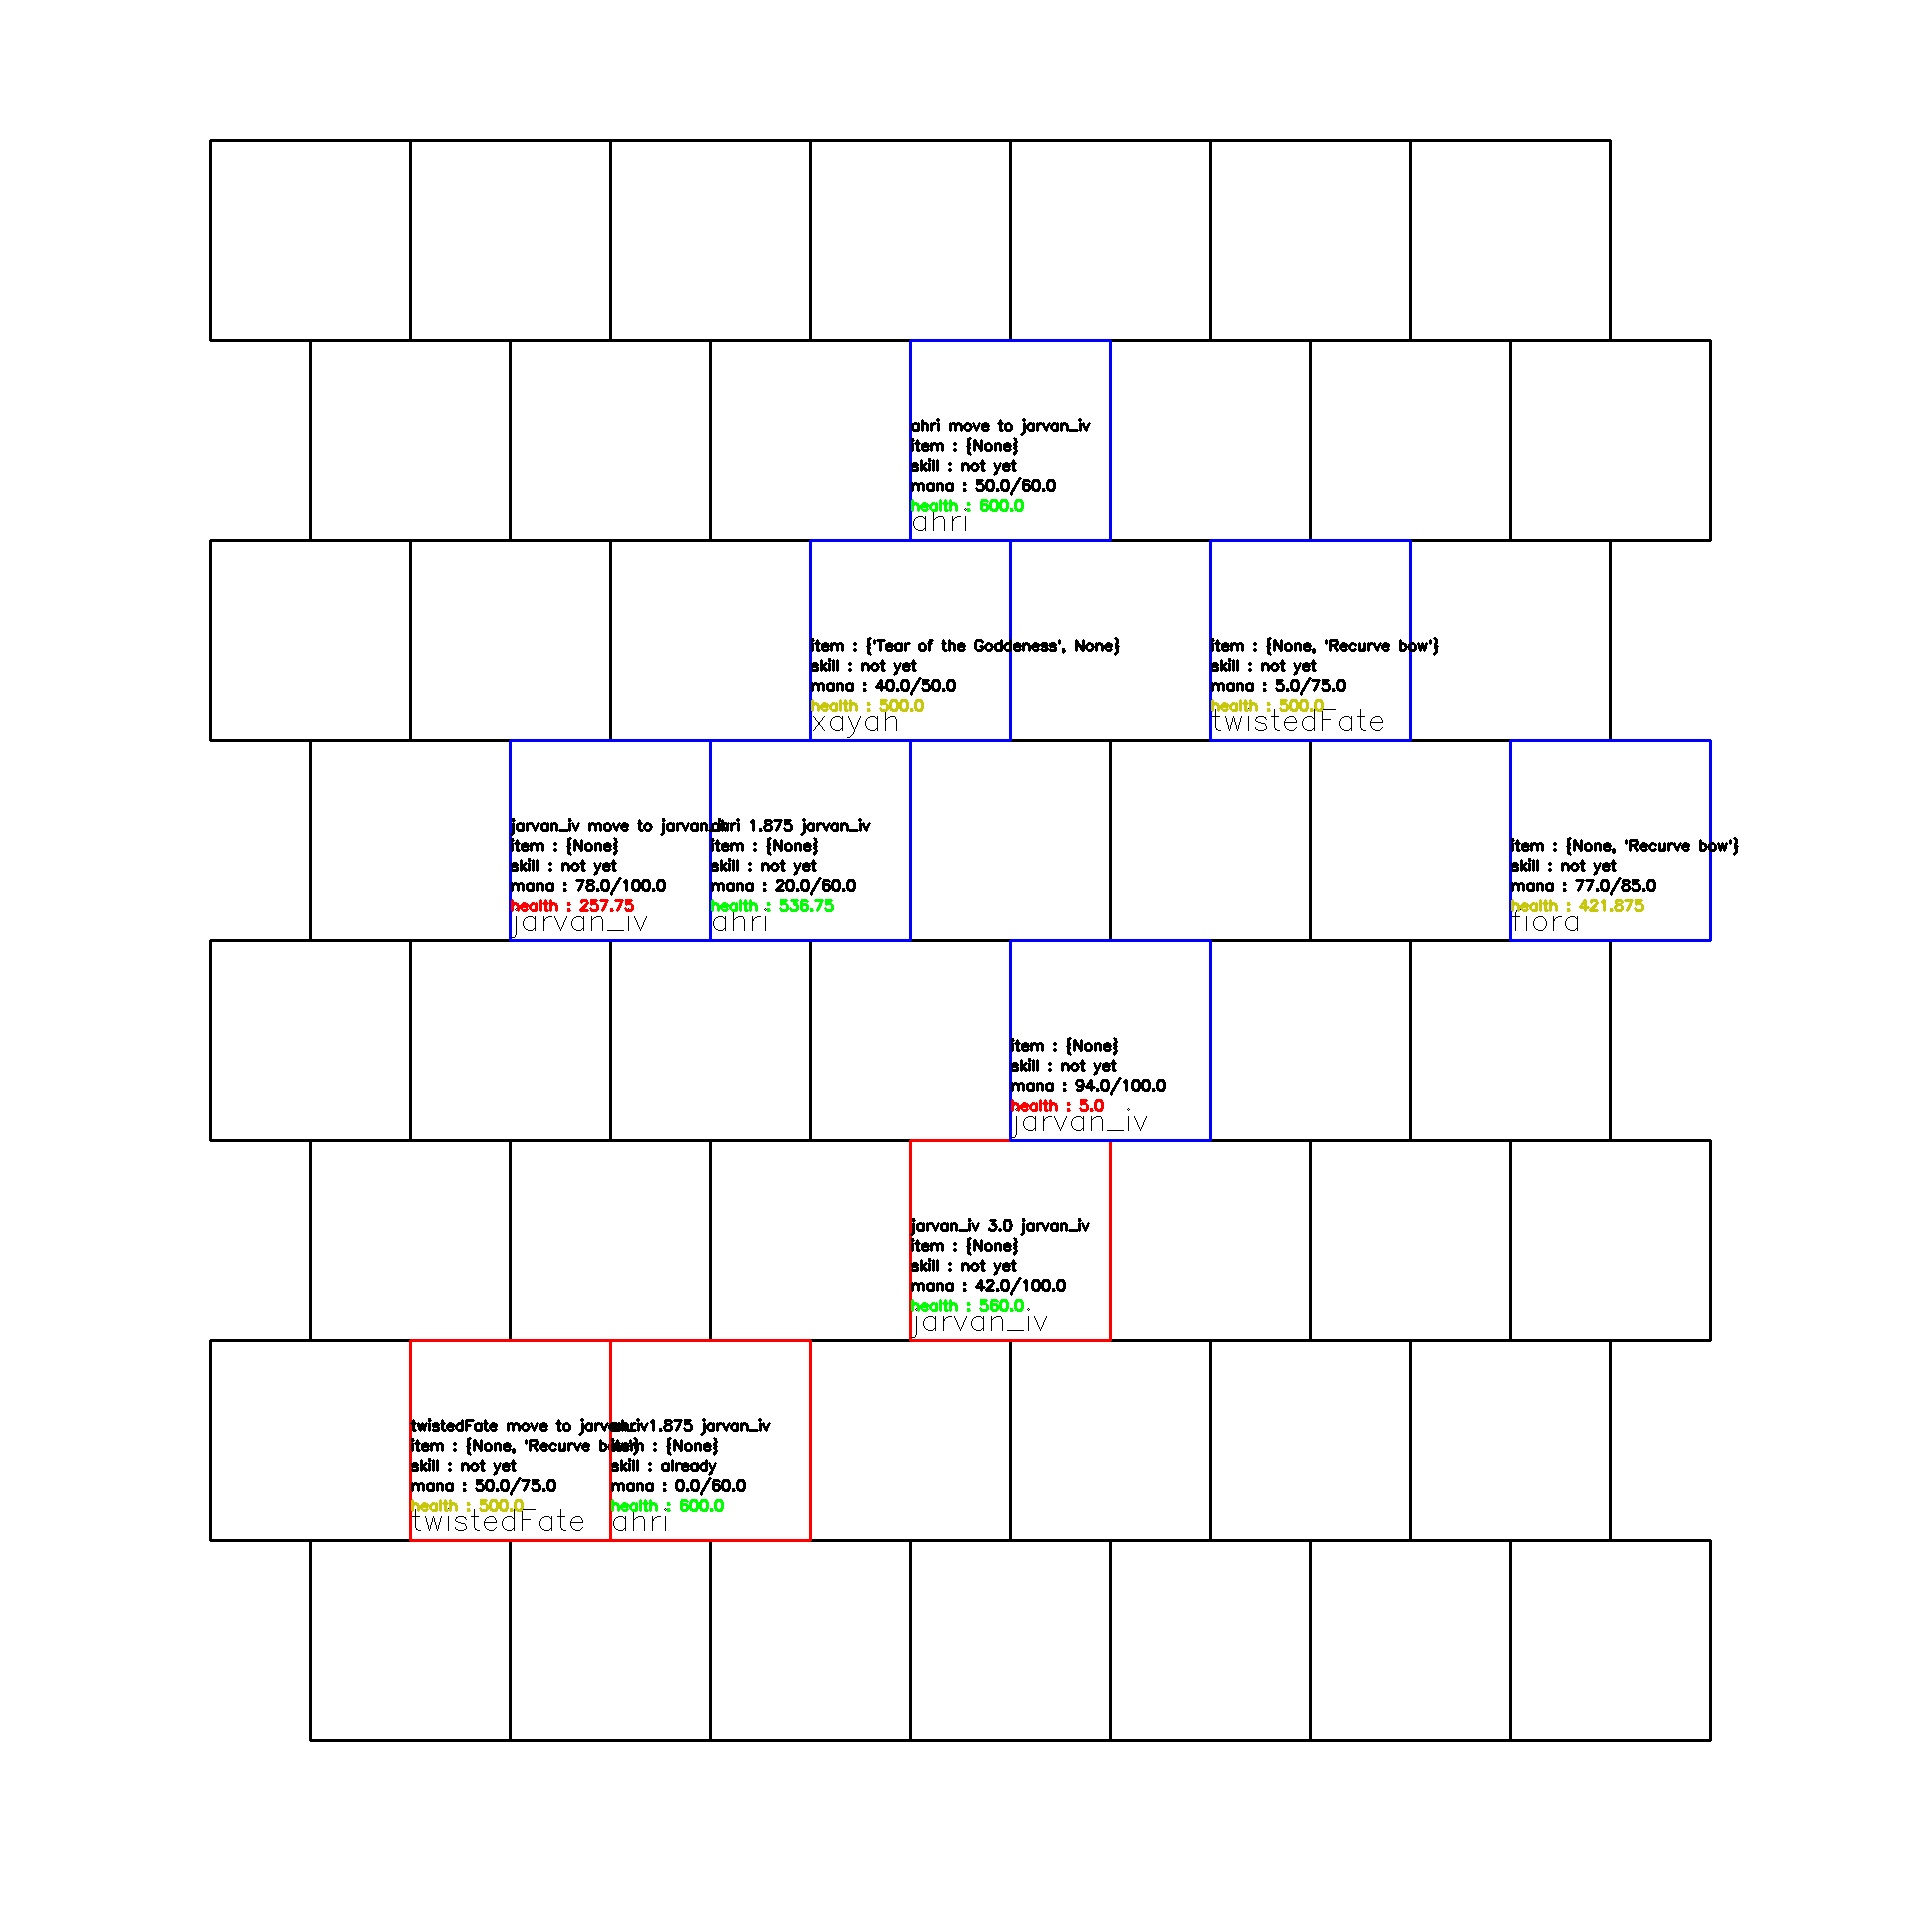 ahri move to jarvan_iv
item : {None}
skill : not yet
mana : 50.0/60.0
health : 600.0
ahri
item : {'Tear of the Goddeness', None}
skill : not yet
mana : 40.0/50.0
health : 500.0
xayah
item : {None, 'Recurve bow'}
skill : not yet
mana : 5.0/75.0
health : 500.0
twistedFate
jarvan_iv move to jarvan_iv
item : {None}
skill : not yet
mana : 78.0/100.0
health : 257.75
jarvan_iv
ahri 1.875 jarvan_iv
item : {None}
skill : not yet
mana : 20.0/60.0
health : 536.75
ahri
item : {None, 'Recurve bow'}
skill : not yet
mana : 77.0/85.0
health : 421.875
fiora
item : {None}
skill : not yet
mana : 94.0/100.0
health : 5.0
jarvan_iv
jarvan_iv 3.0 jarvan_iv
item : {None}
skill : not yet
mana : 42.0/100.0
health : 560.0
jarvan_iv
twistedFate move to jarvan_iv
item : {None, 'Recurve bow'}
skill : not yet
mana : 50.0/75.0
health : 500.0
twistedFate
ahri 1.875 jarvan_iv
item : {None}
skill : already
mana : 0.0/60.0
health : 600.0
ahri